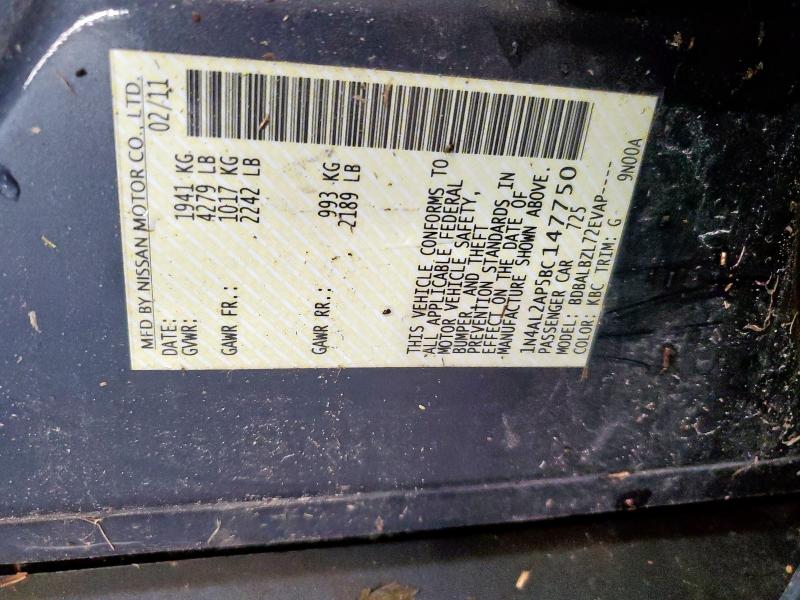 MFD BY NISSAN MOTOR CO., LTD.
DATE: 02/11
GVWR: 1941 KG
4279 LB
GAWR FR.: 1017 KG
2242 LB
GAWR RR.: 993 KG
2189 LB
THIS VEHICLE CONFORMS TO
ALL APPLICABLE FEDERAL
MOTOR VEHICLE SAFETY,
BUMPER, AND THEFT
PREVENTION STANDARDS IN
EFFECT ON THE DATE OF
MANUFACTURE SHOWN ABOVE.
1N4AL2AP5BC147750
PASSENGER CAR 725
MODEL: BDBALBZL72EVAP-----
COLOR: KBC TRIM: G 9N00A